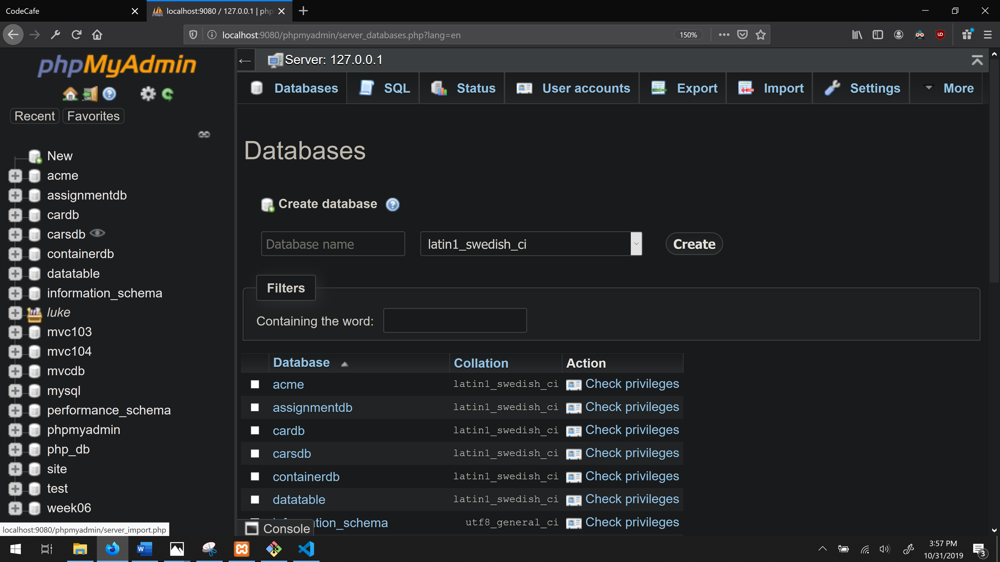 CodeCafe
localhost:9080 / 127.0.0.1 | php
localhost:9080/phpmyadmin/server_databases.php?lang=en
150%
phpMyAdmin
Recent Favorites
New
acme
assignmentdb
cardb
carsdb
containerdb
datatable
information_schema
luke
mvc103
mvc104
mvcdb
mysql
performance_schema
phpmyadmin
php_db
site
test
week06
localhost:9080/phpmyadmin/server_import.php
Server: 127.0.0.1
Databases SQL Status User accounts Export Import Settings More
Databases
Create database
Database name latin1_swedish_ci Create
Filters
Containing the word:
Database Collation Action
acme latin1_swedish_ci Check privileges
assignmentdb latin1_swedish_ci Check privileges
cardb latin1_swedish_ci Check privileges
carsdb latin1_swedish_ci Check privileges
containerdb latin1_swedish_ci Check privileges
datatable latin1_swedish_ci Check privileges
tion_schema utf8_general_ci Check privileges
Console
3:57 PM
10/31/2019
3